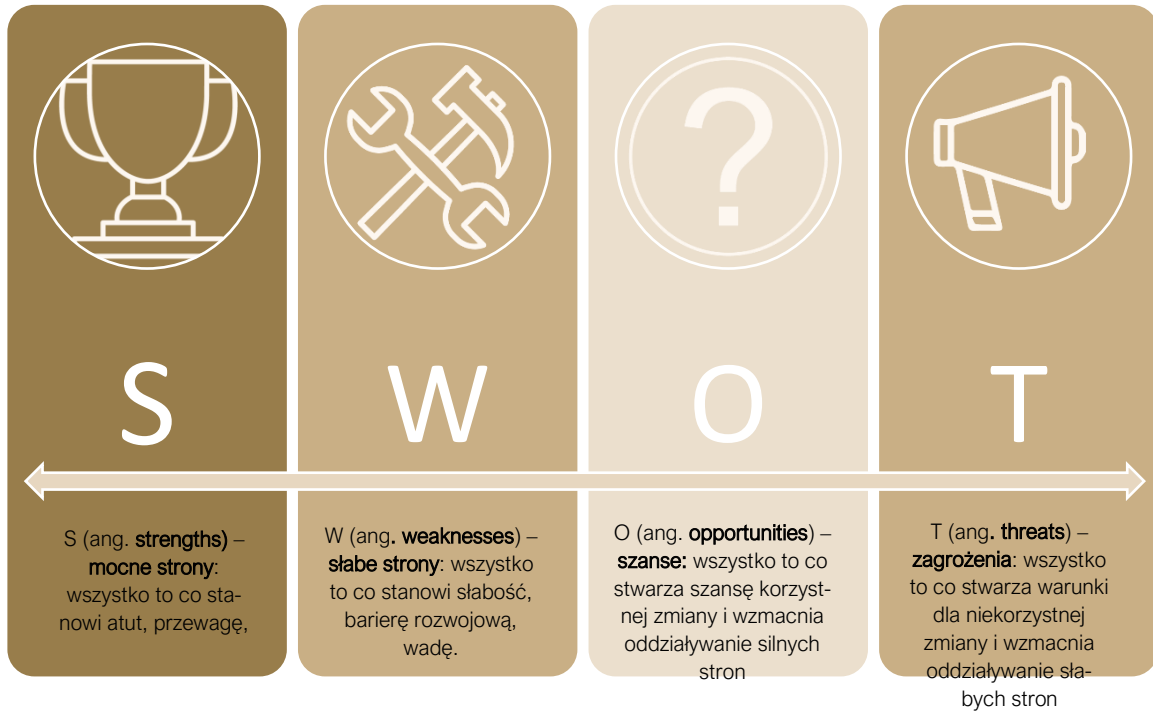 S
W
O
T
S (ang. strengths) –
mocne strony:
wszystko to co sta-
nowi atut, przewagę,
W (ang. weaknesses) –
słabe strony: wszystko
to co stanowi słabość,
barierę rozwojową,
wadę.
O (ang. opportunities) –
szanse: wszystko to co
stwarza szansę korzyst-
nej zmiany i wzmacnia
oddziaływanie silnych
stron
T (ang. threats) –
zagrożenia: wszystko
to co stwarza warunki
dla niekorzystnej
zmiany i wzmacnia
oddziaływanie sła-
bych stron